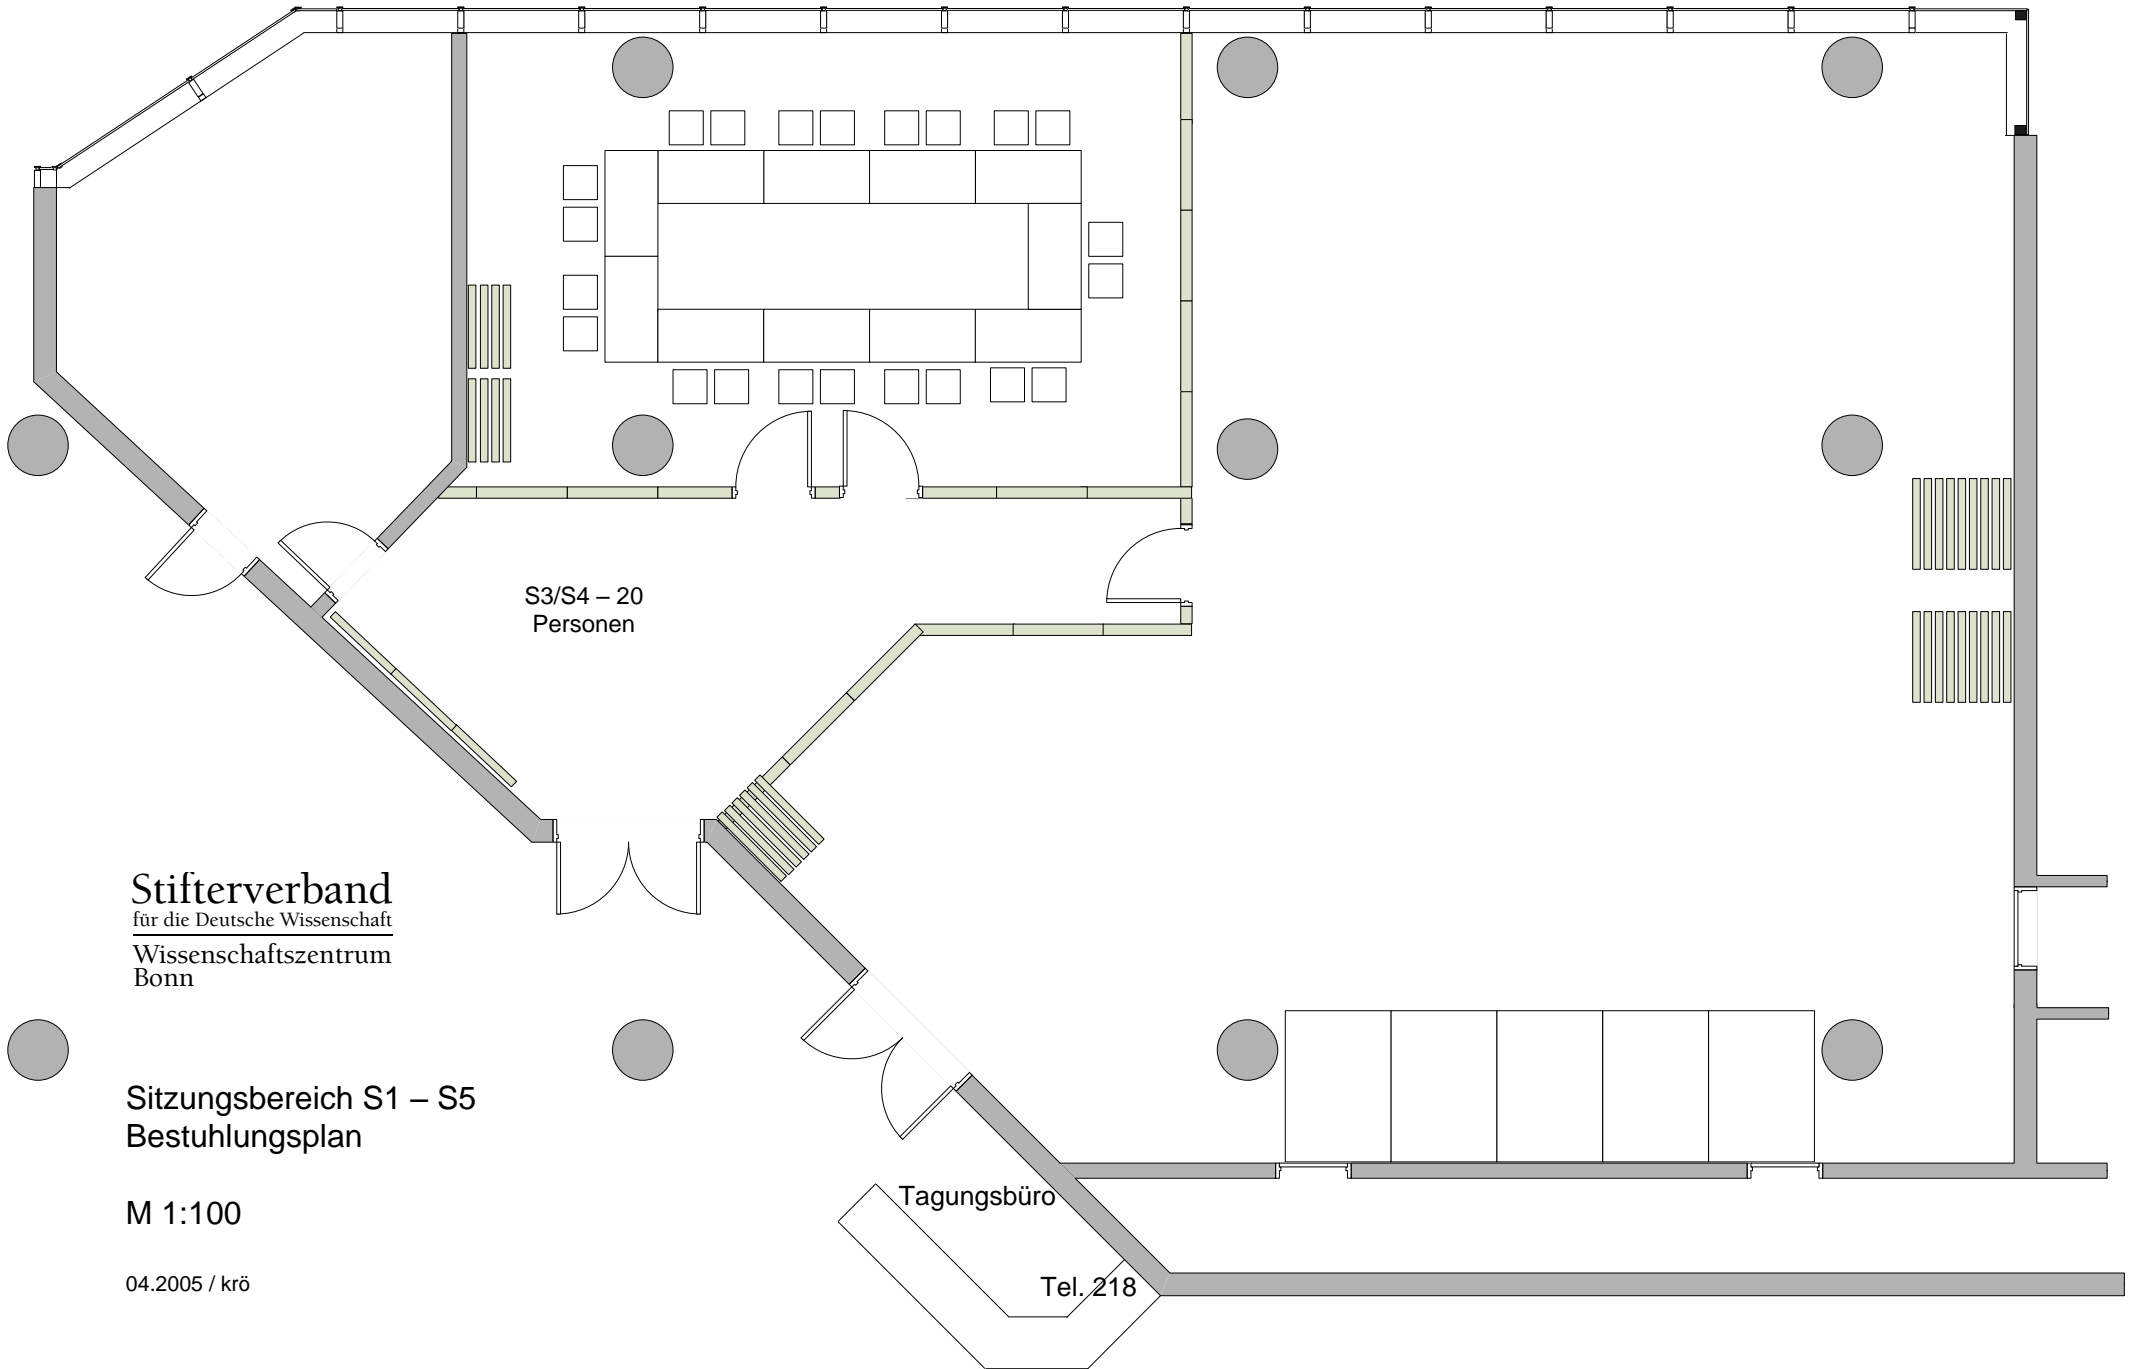 S3/S4 – 20
Personen
Stifterverband
für die Deutsche Wissenschaft
Wissenschaftszentrum
Bonn
Sitzungsbereich S1 – S5
Bestuhlungsplan
M 1:100
04.2005 / krö
Tagungsbüro
Tel. 218